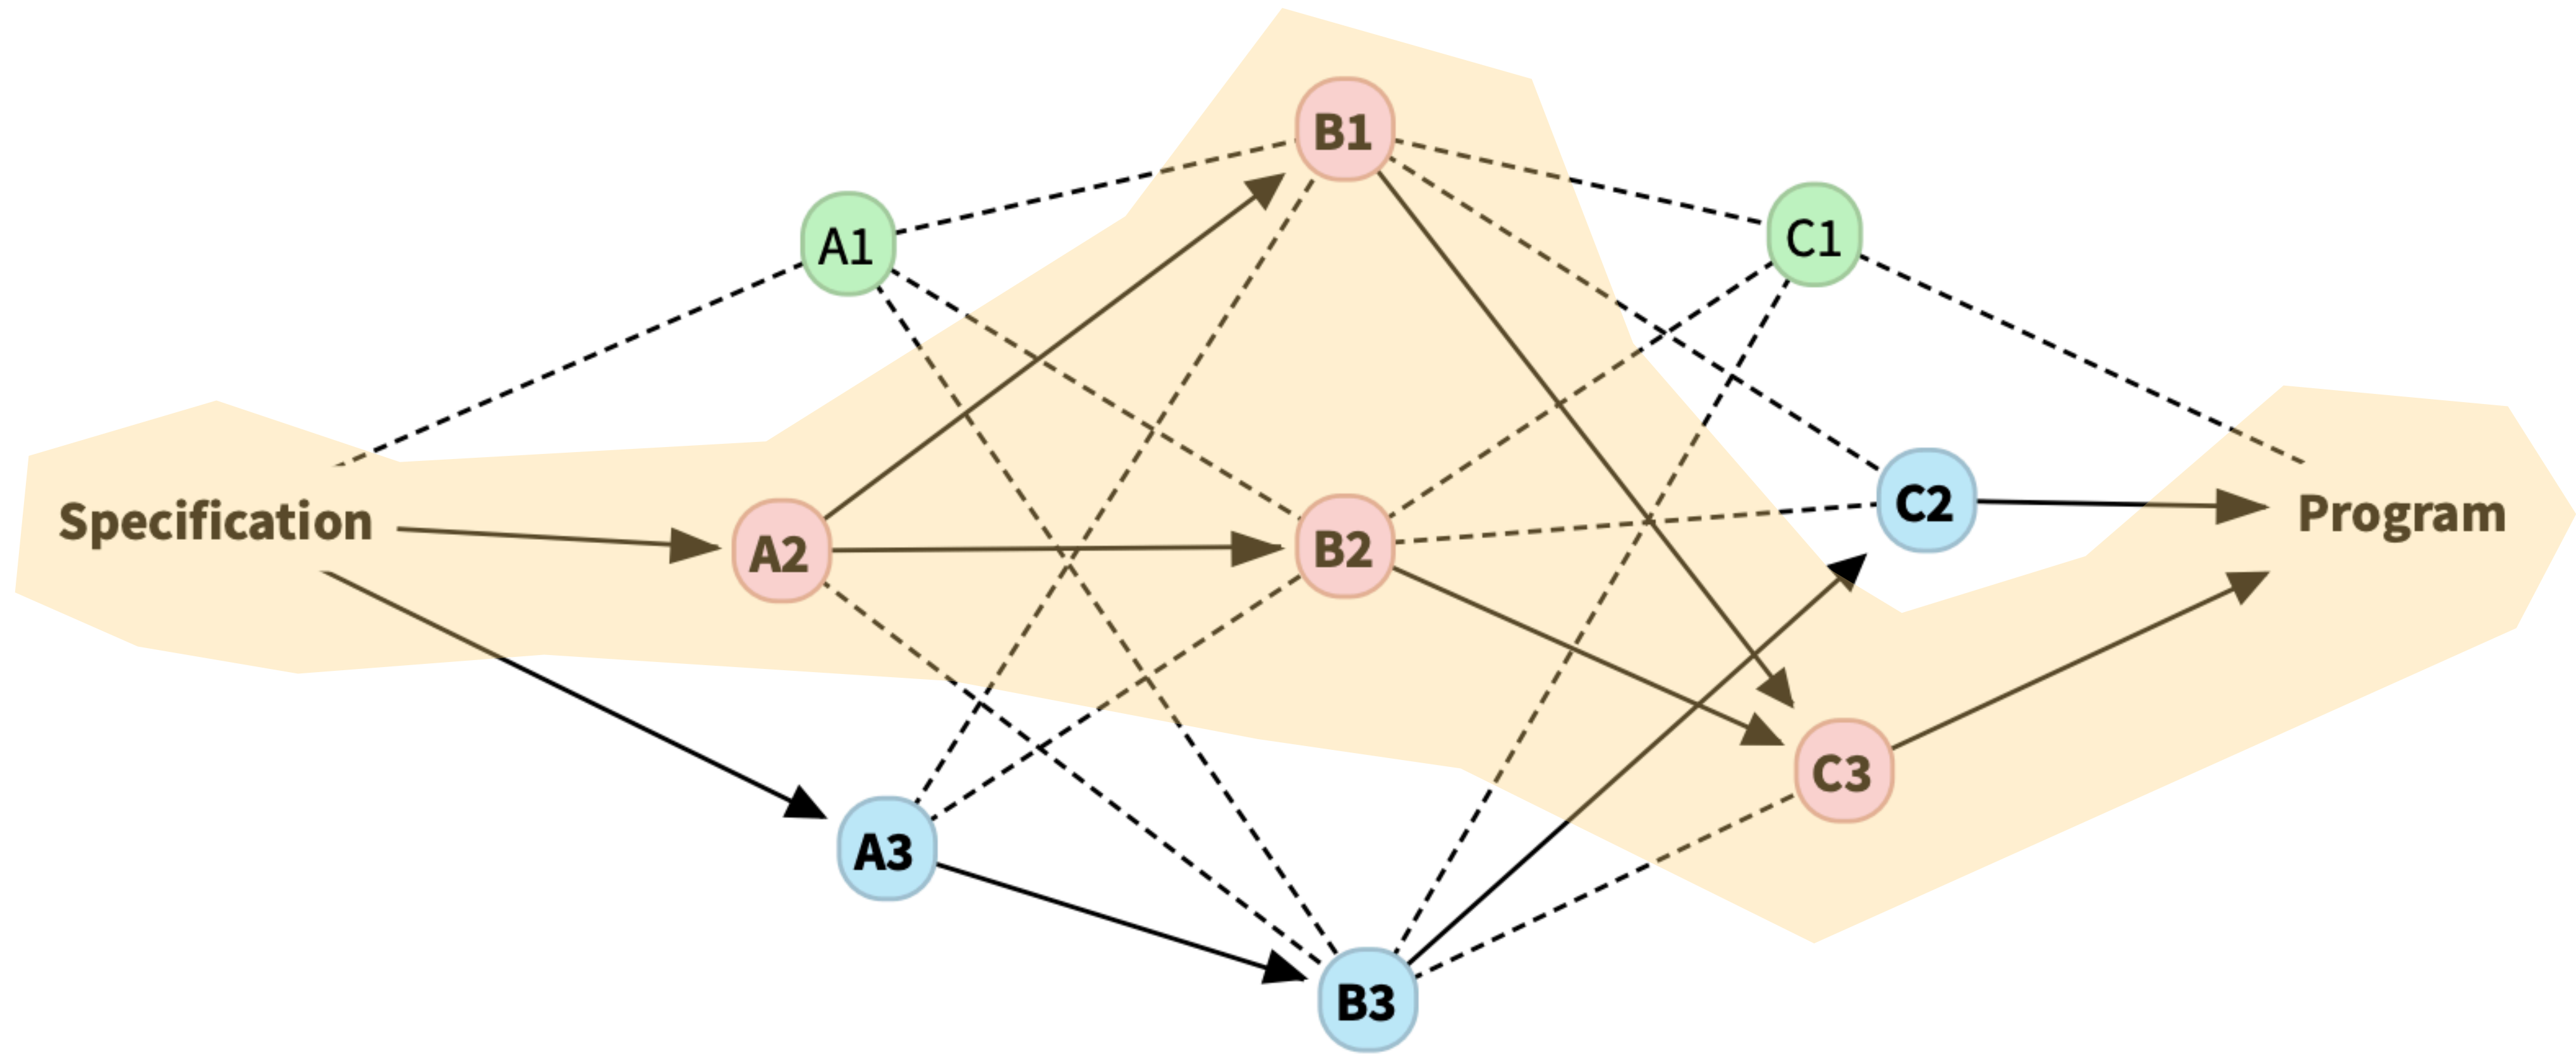 B1
A1
C1
Specification
A2
B2
C2
Program
C3
A3
B3